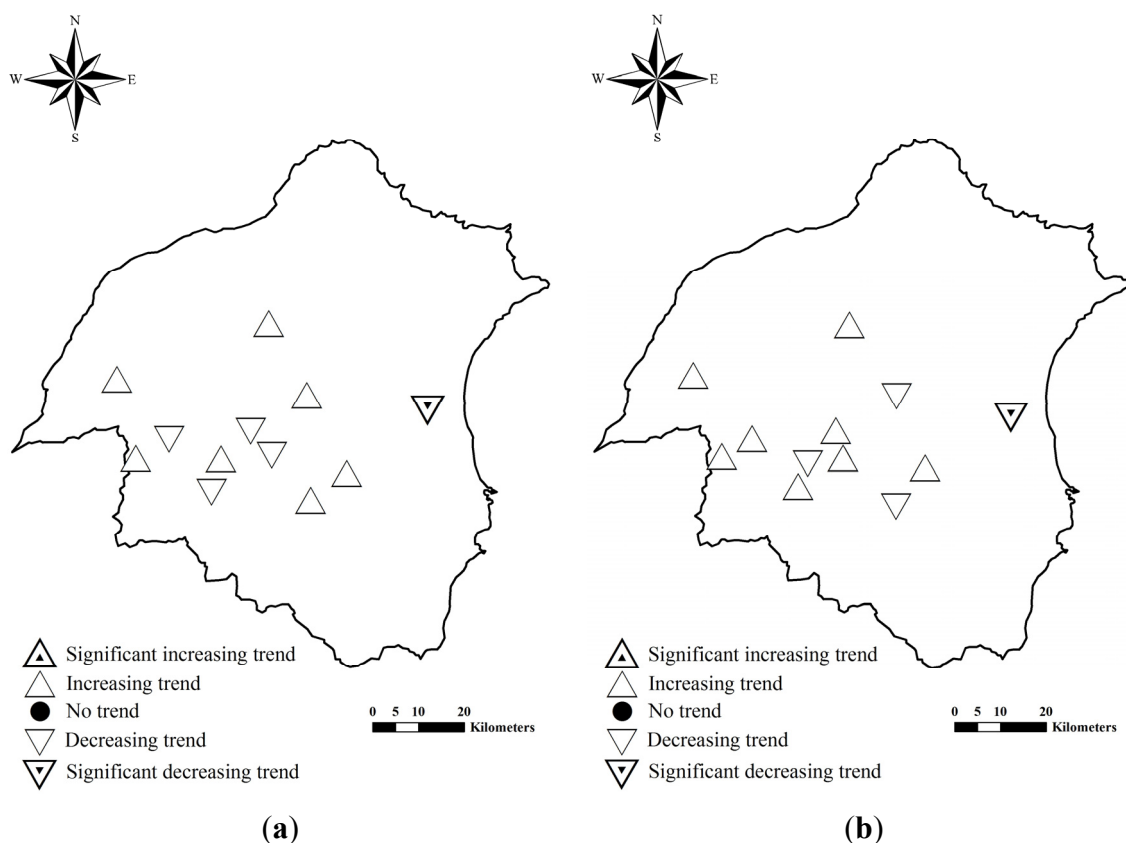 N
W E
S
Significant increasing trend
Increasing trend
No trend
Decreasing trend
Significant decreasing trend
0 5 10 20
Kilometers
(a)
N
W E
S
Significant increasing trend
Increasing trend
No trend
Decreasing trend
Significant decreasing trend
0 5 10 20
Kilometers
(b)